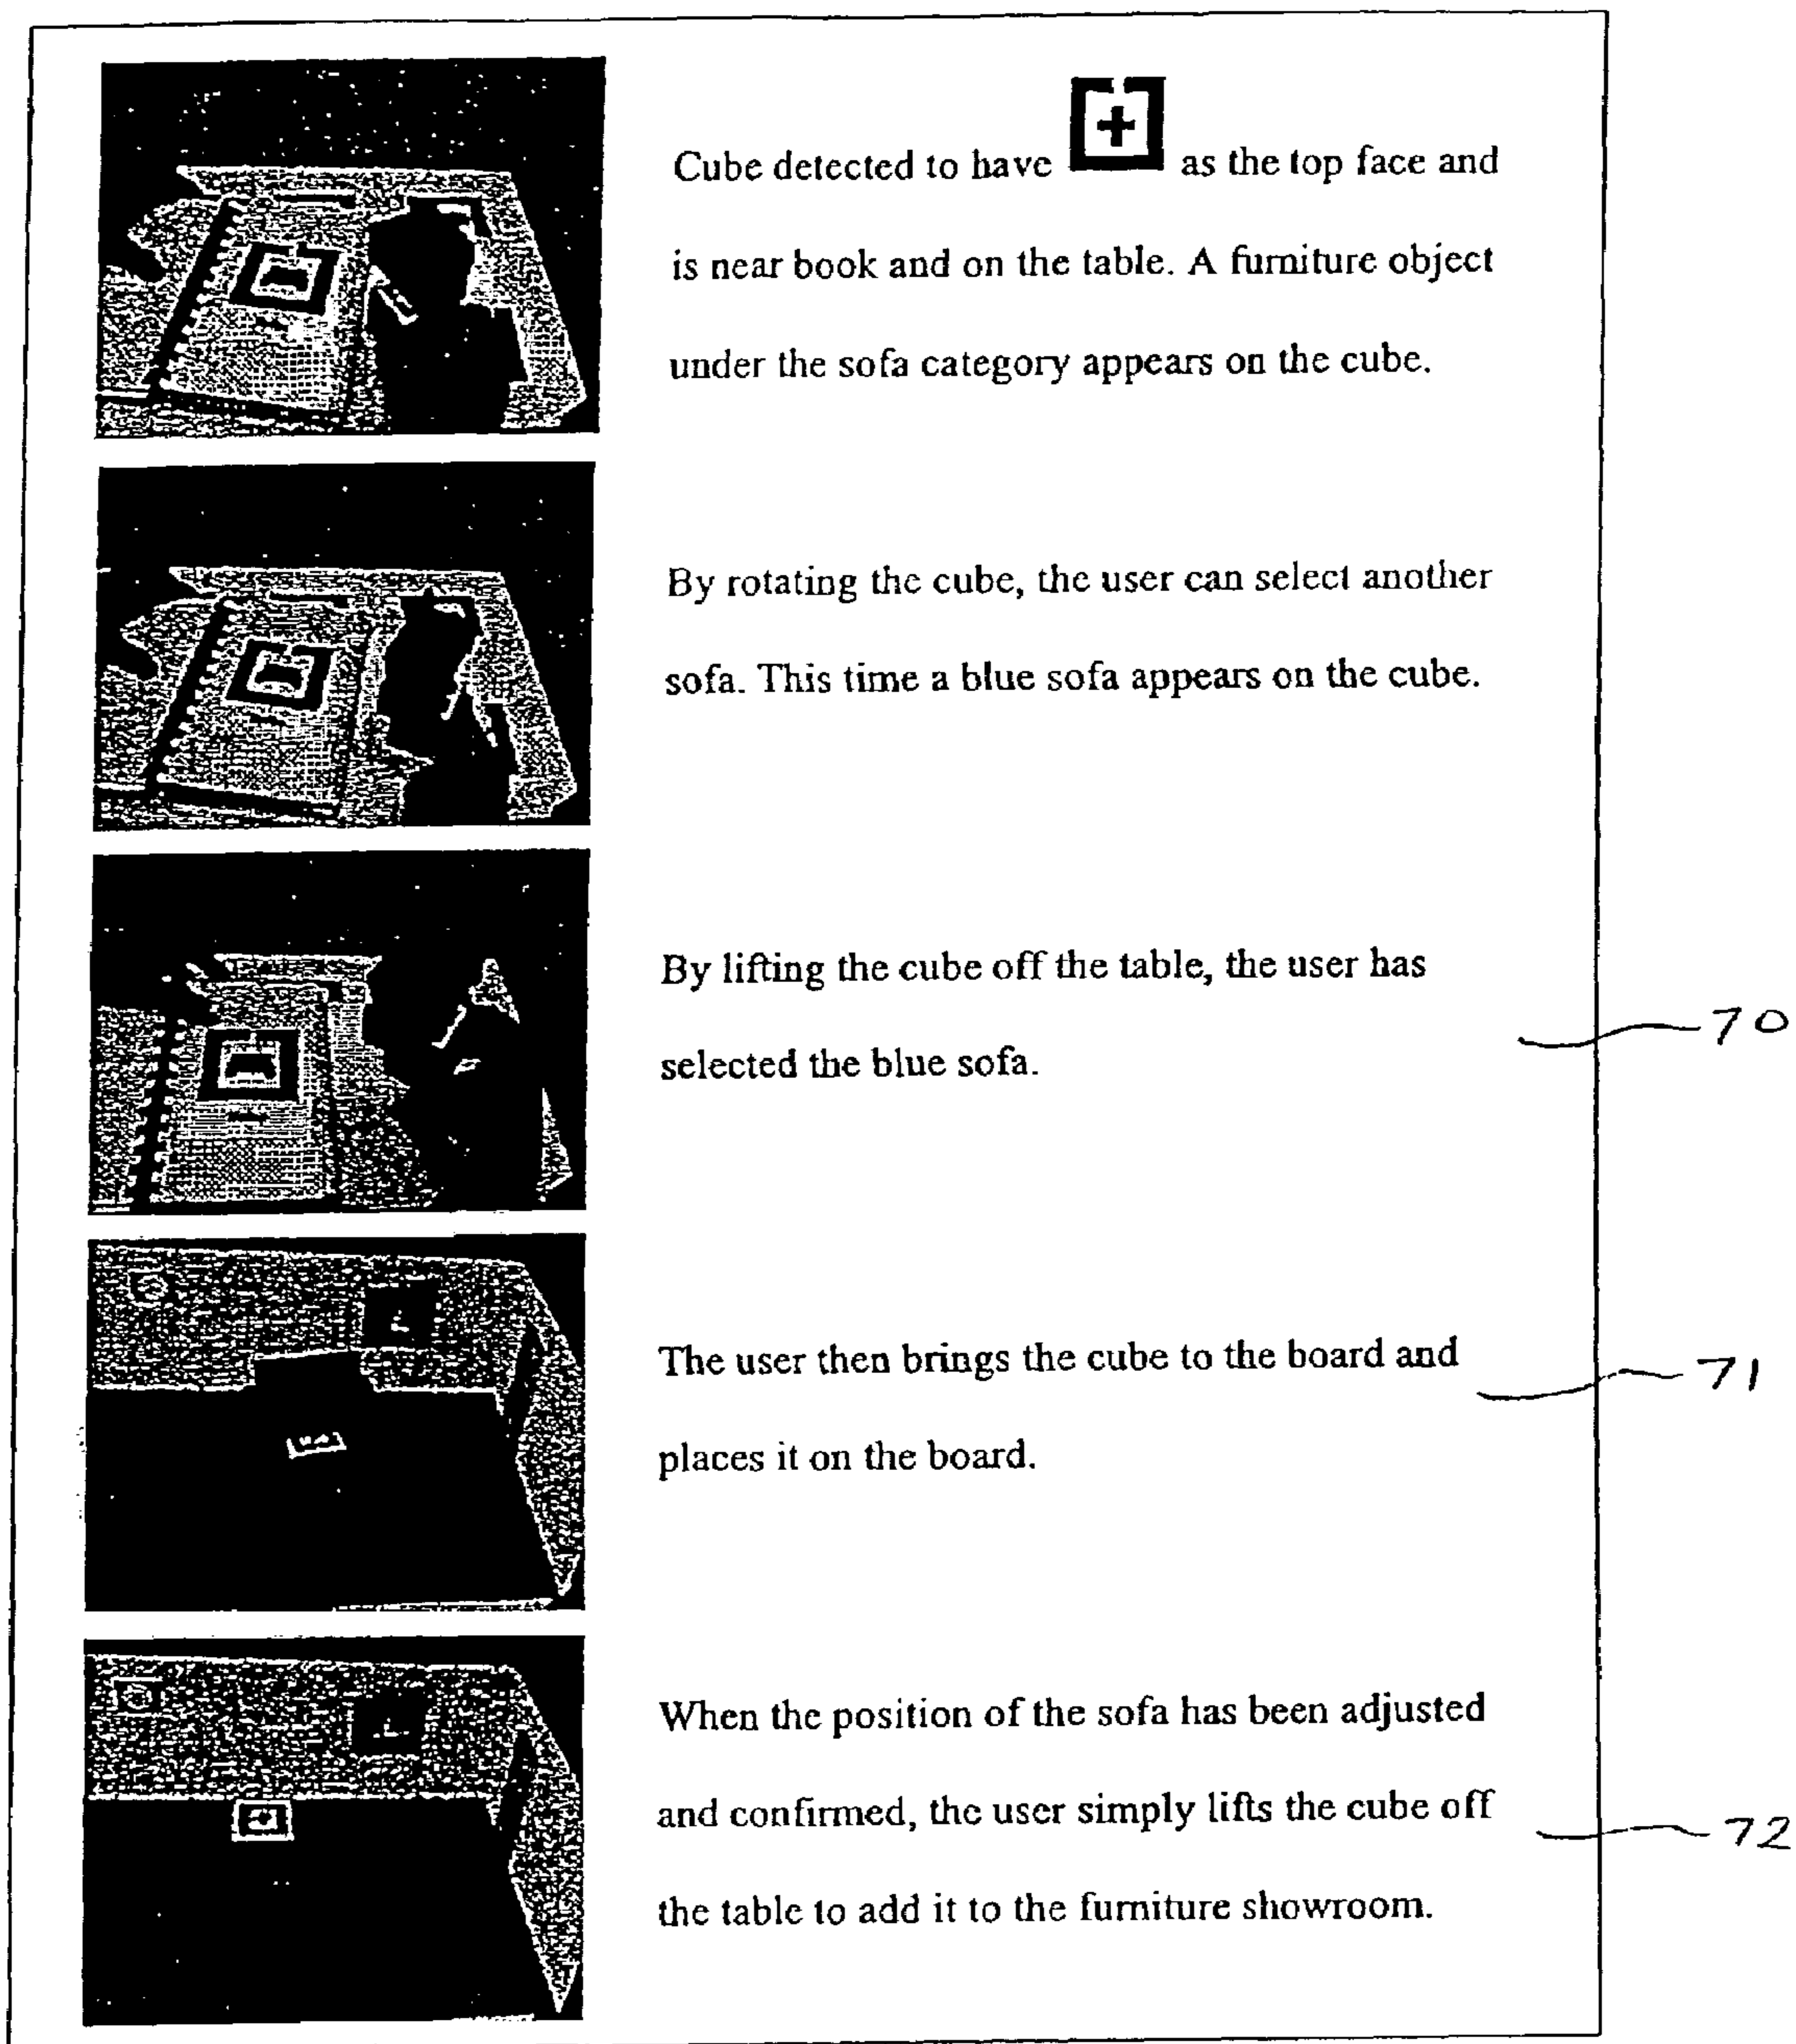 Cube detected to have + as the top face and
is near book and on the table. A furniture object
under the sofa category appears on the cube.
By rotating the cube, the user can select another
sofa. This time a blue sofa appears on the cube.
By lifting the cube off the table, the user has
70
selected the blue sofa.
The user then brings the cube to the board and
71
places it on the board.
When the position of the sofa has been adjusted
and confirmed, the user simply lifts the cube off
72
the table to add it to the furniture showroom.